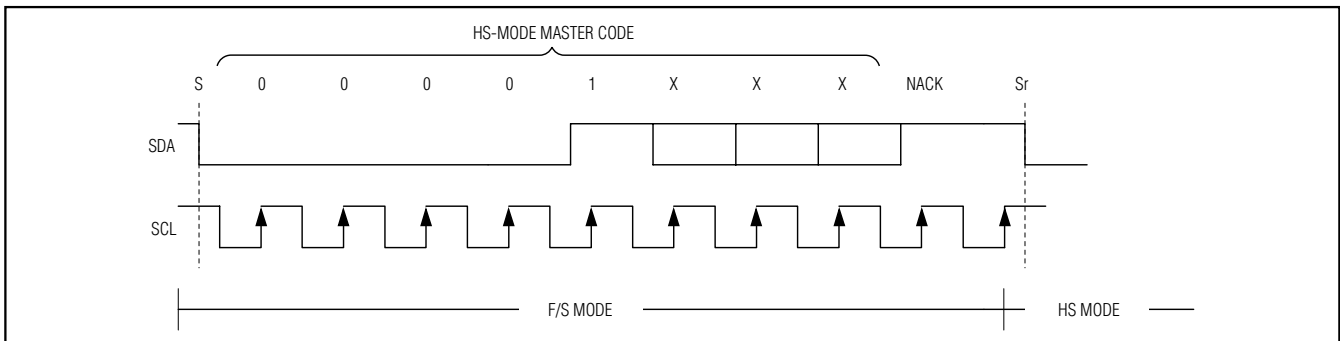 HS-MODE MASTER CODE
S 0 0 0 0 1 X X X NACK Sr
SDA
SCL
F/S MODE HS MODE